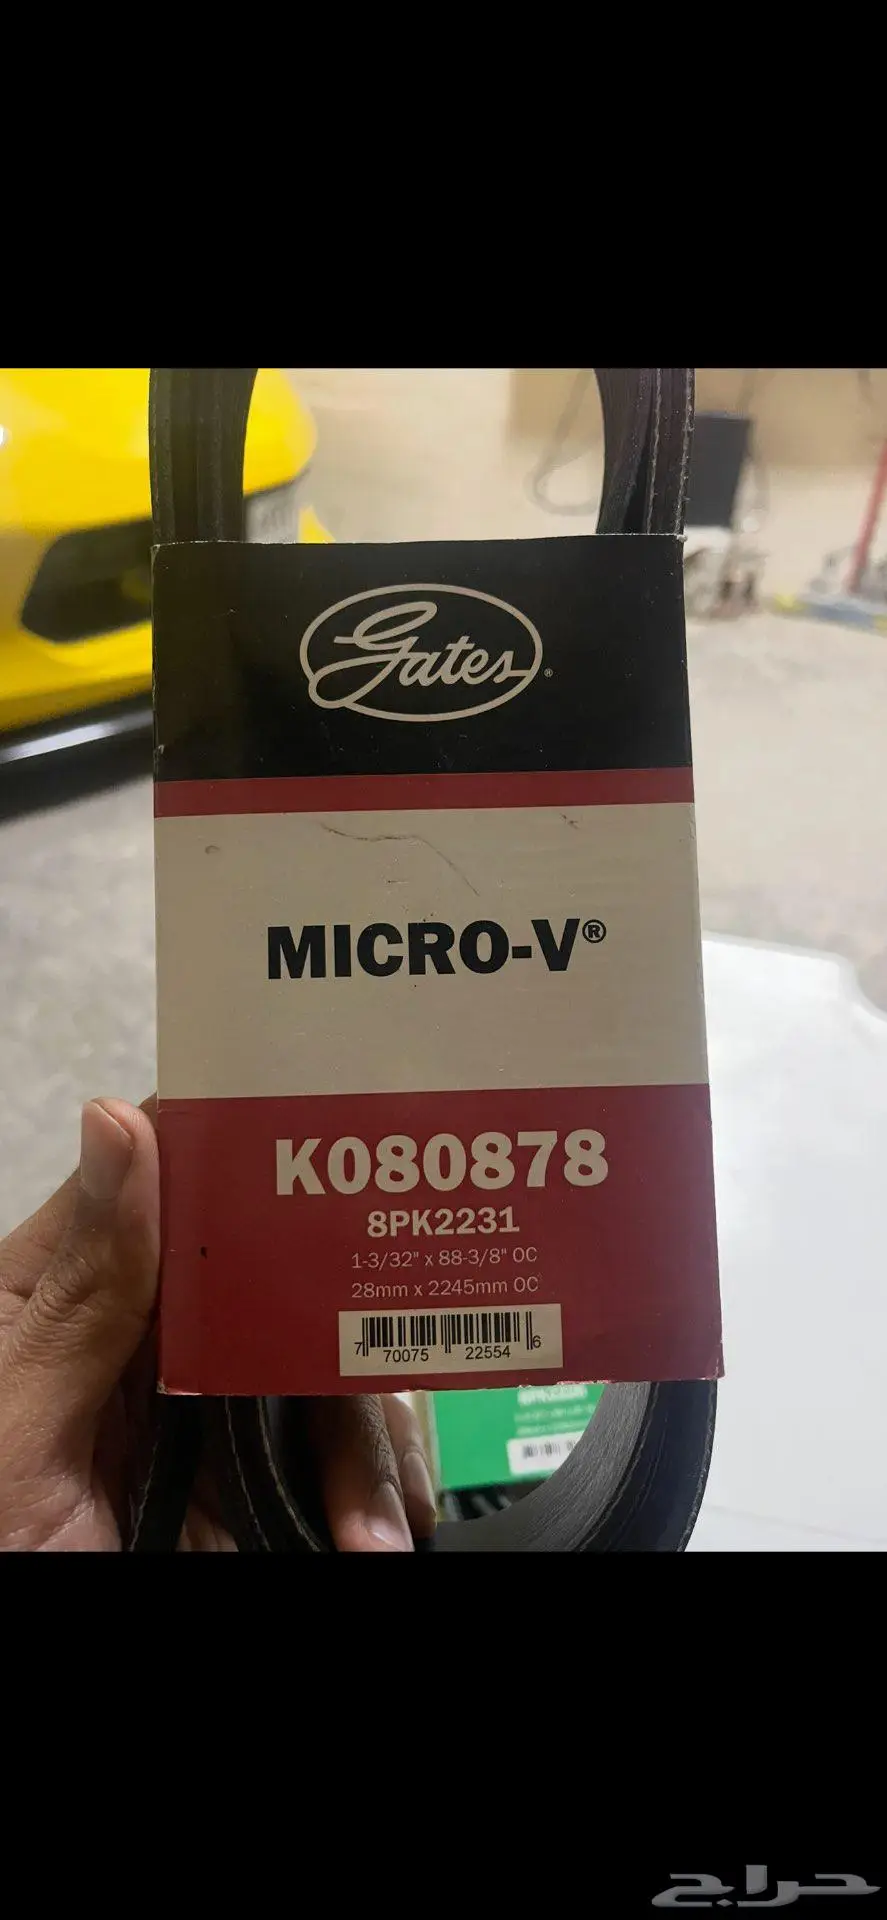 Gates®
MICRO-V®
K080878
8PK2231
1-3/32" x 88-3/8" OC
28mm x 2245mm OC
7 70075 22554 6
حراج